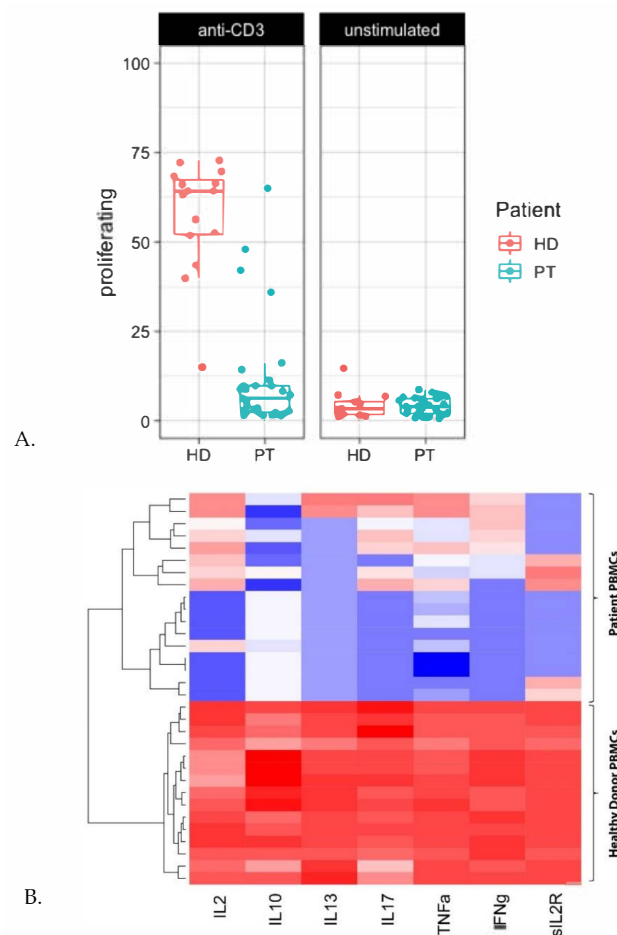 anti-CD3 unstimulated
100
75
50
25
0
proliferating
HD PT HD PT
Patient
HD
PT
A.
Patient PBMCs
Healthy Donor PBMCs
B.
IL2 IL10 IL13 IL17 TNFa IFNg sIL2R